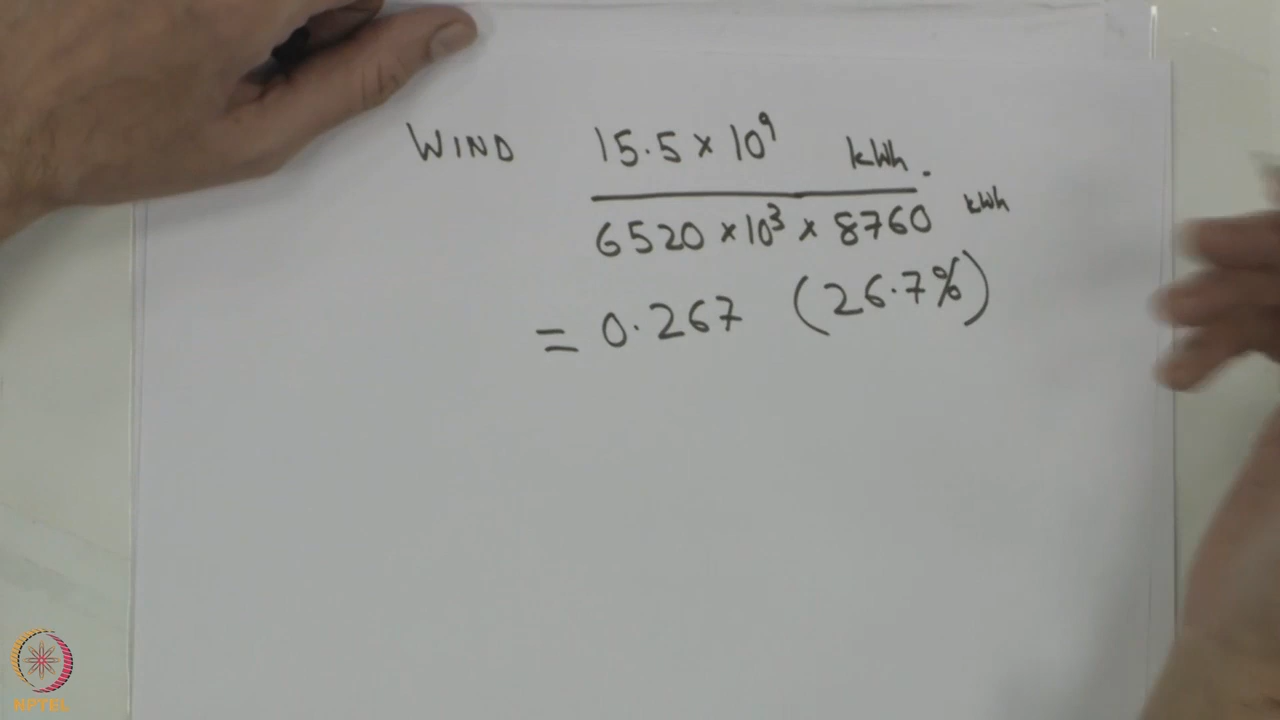 WIND 15.5 × 10⁹ kWh.
6520 × 10³ × 8760 kWh
= 0.267 (26.7%)
NPTEL